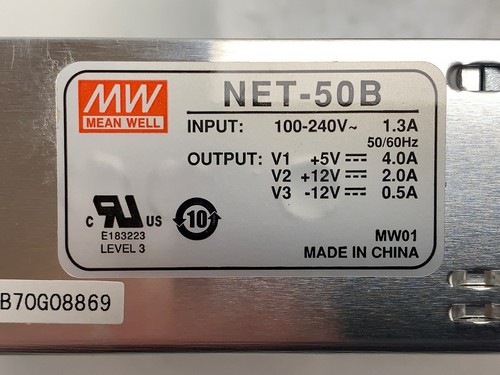 MW
MEAN WELL
NET-50B
INPUT: 100-240V~ 1.3A
50/60Hz
OUTPUT: V1 +5V ⎓ 4.0A
V2 +12V ⎓ 2.0A
V3 -12V ⎓ 0.5A
c RU US
E183223
LEVEL 3
10
MW01
MADE IN CHINA
B70G08869